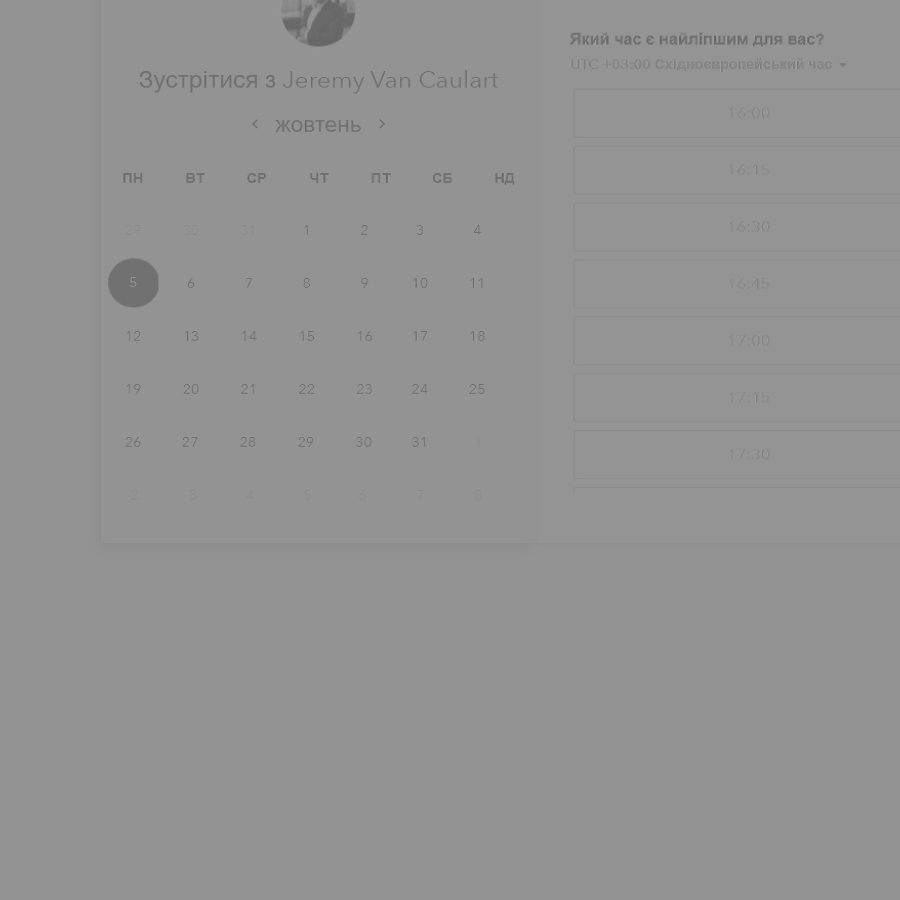 Зустрітися з Jeremy Van Caulart
< жовтень >
ПН ВТ СР ЧТ ПТ СБ НД
29 30 31 1 2 3 4
5 6 7 8 9 10 11
12 13 14 15 16 17 18
19 20 21 22 23 24 25
26 27 28 29 30 31 1
2 3 4 5 6 7 8
Який час є найліпшим для вас?
UTC +03:00 Східноєвропейський час
16:00
16:15
16:30
16:45
17:00
17:15
17:30